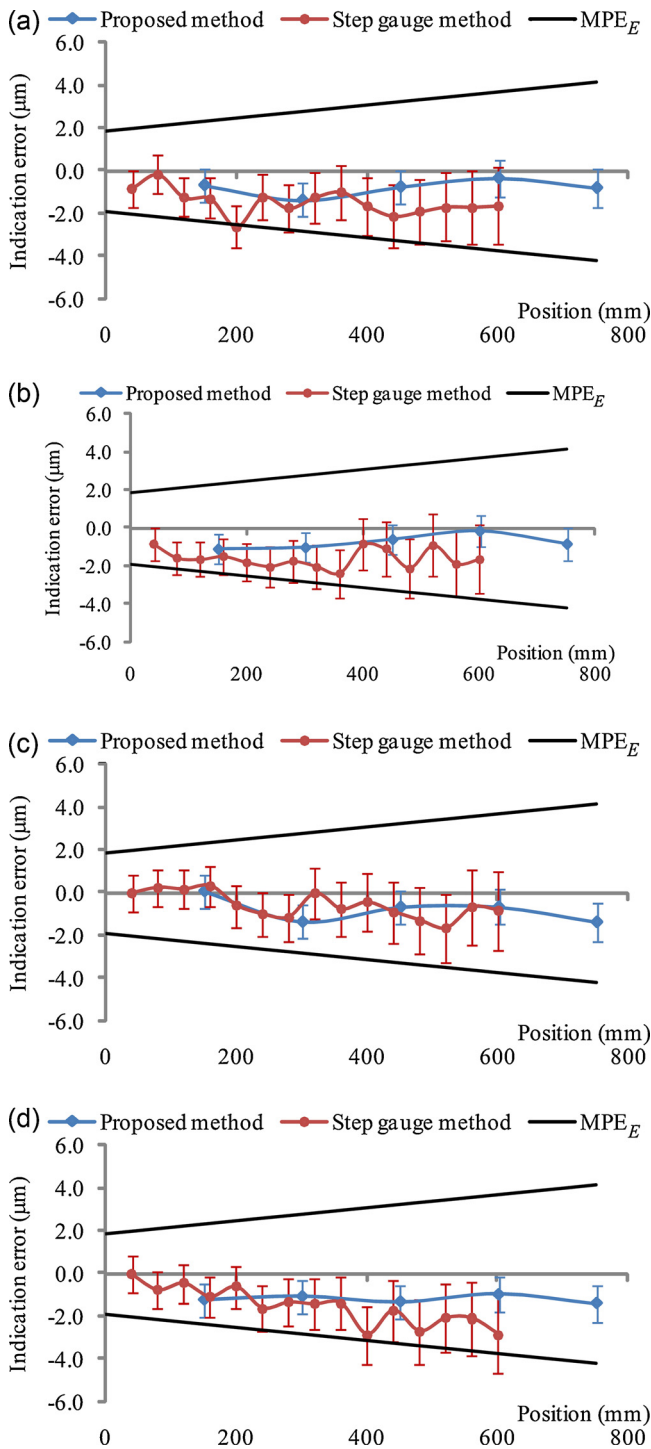 (a)
Proposed method Step gauge method MPE_E
Indication error (µm)
6.0
4.0
2.0
0.0
-2.0
-4.0
-6.0
Position (mm)
0 200 400 600 800
(b)
Proposed method Step gauge method MPE_E
Indication error (µm)
6.0
4.0
2.0
0.0
-2.0
-4.0
-6.0
Position (mm)
0 200 400 600 800
(c)
Proposed method Step gauge method MPE_E
Indication error (µm)
6.0
4.0
2.0
0.0
-2.0
-4.0
-6.0
Position (mm)
0 200 400 600 800
(d)
Proposed method Step gauge method MPE_E
Indication error (µm)
6.0
4.0
2.0
0.0
-2.0
-4.0
-6.0
Position (mm)
0 200 400 600 800